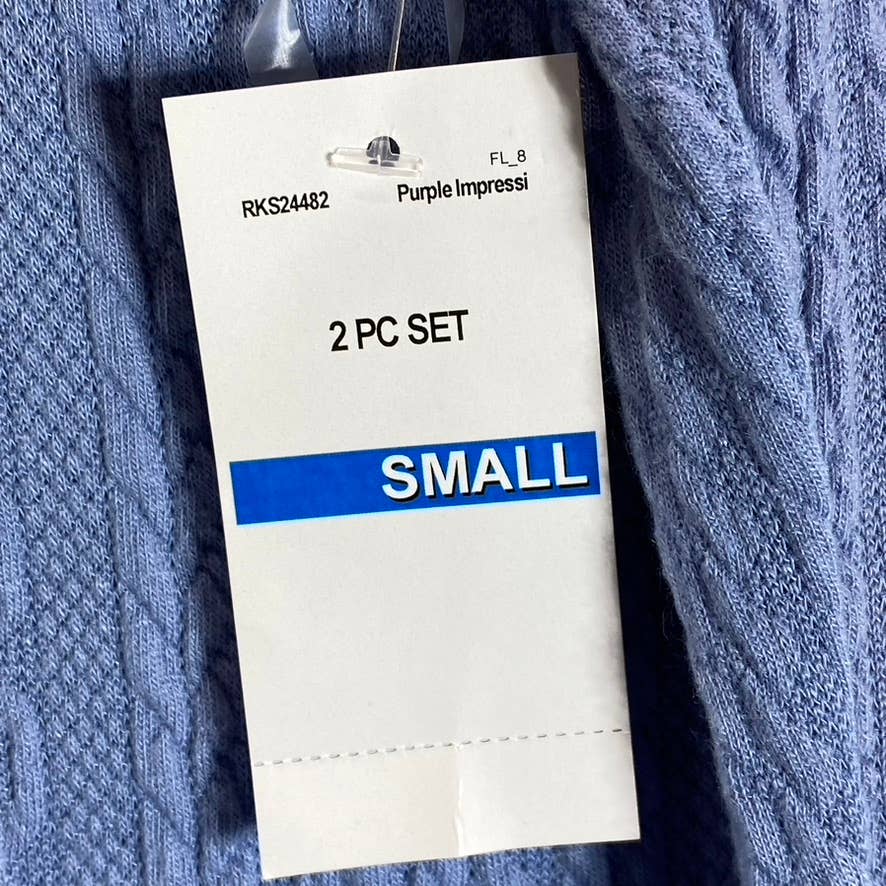 FL_8
RKS24482 Purple Impressi
2 PC SET
SMALL